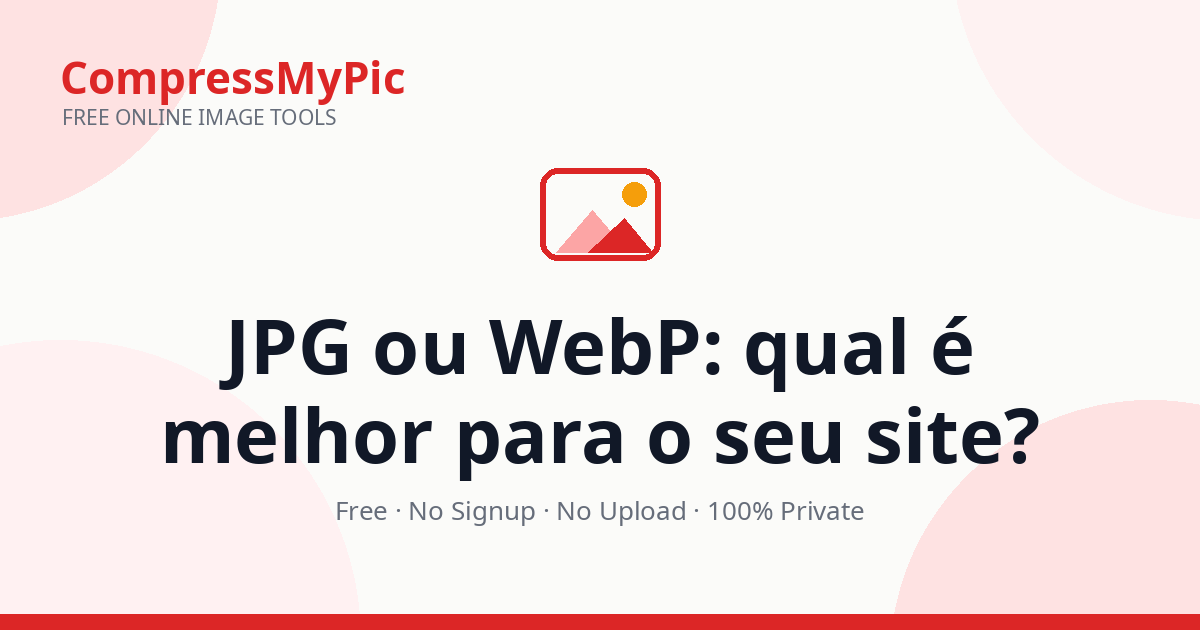 CompressMyPic
FREE ONLINE IMAGE TOOLS
JPG ou WebP: qual é
melhor para o seu site?
Free · No Signup · No Upload · 100% Private